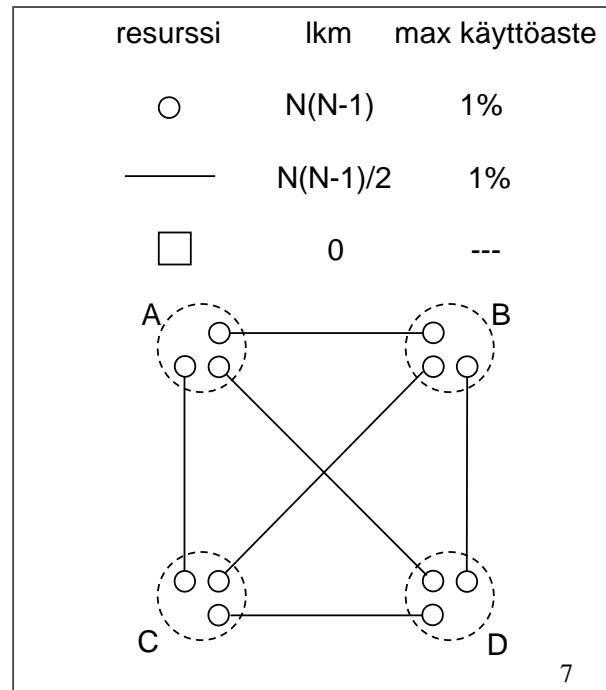 resurssi lkm max käyttöaste
N(N-1) 1%
N(N-1)/2 1%
0 ---
A B
C D
7